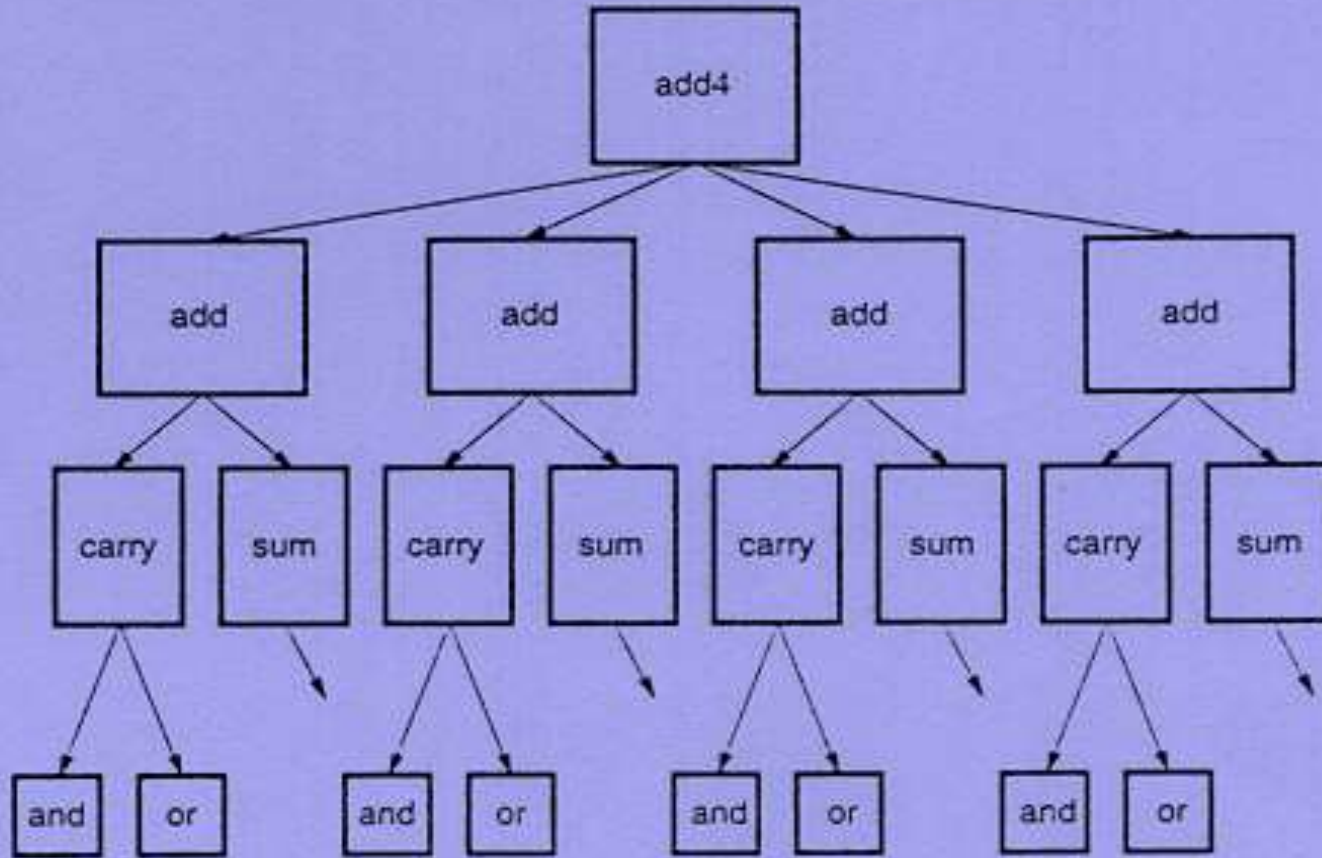 add4
add add add add
carry sum carry sum carry sum carry sum
and or and or and or and or